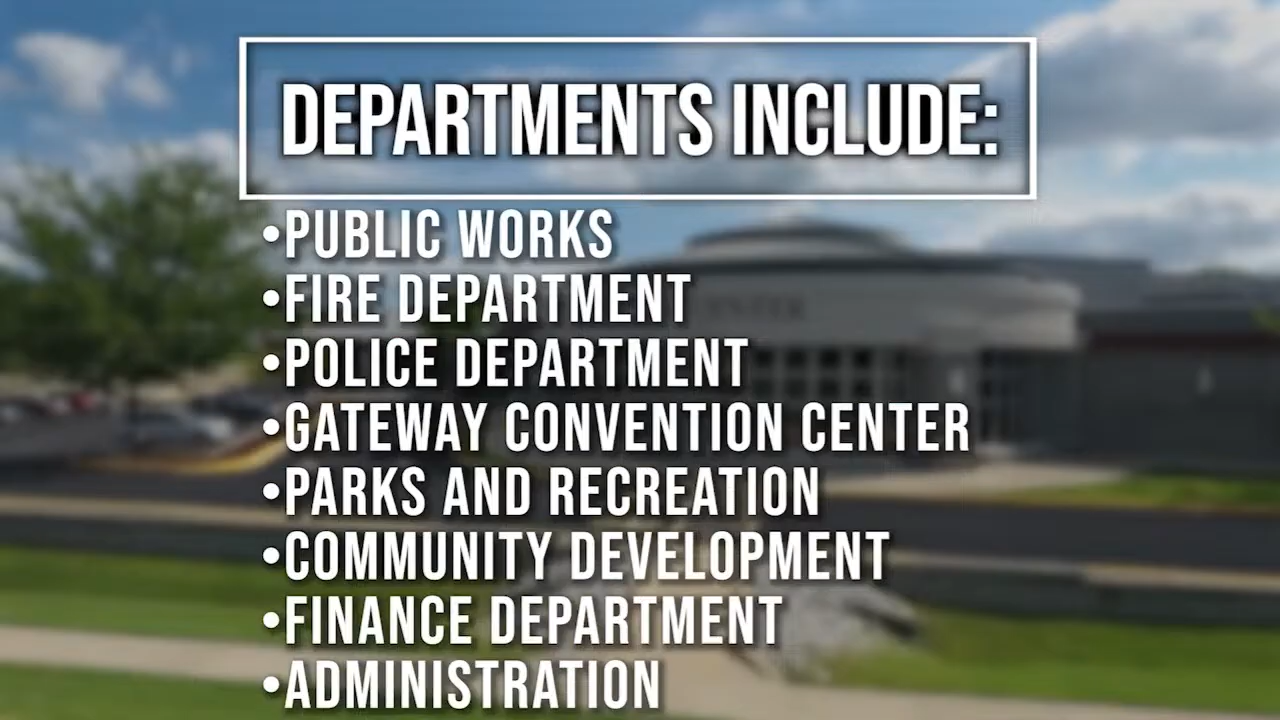 DEPARTMENTS INCLUDE:
•PUBLIC WORKS
•FIRE DEPARTMENT
•POLICE DEPARTMENT
•GATEWAY CONVENTION CENTER
•PARKS AND RECREATION
•COMMUNITY DEVELOPMENT
•FINANCE DEPARTMENT
•ADMINISTRATION